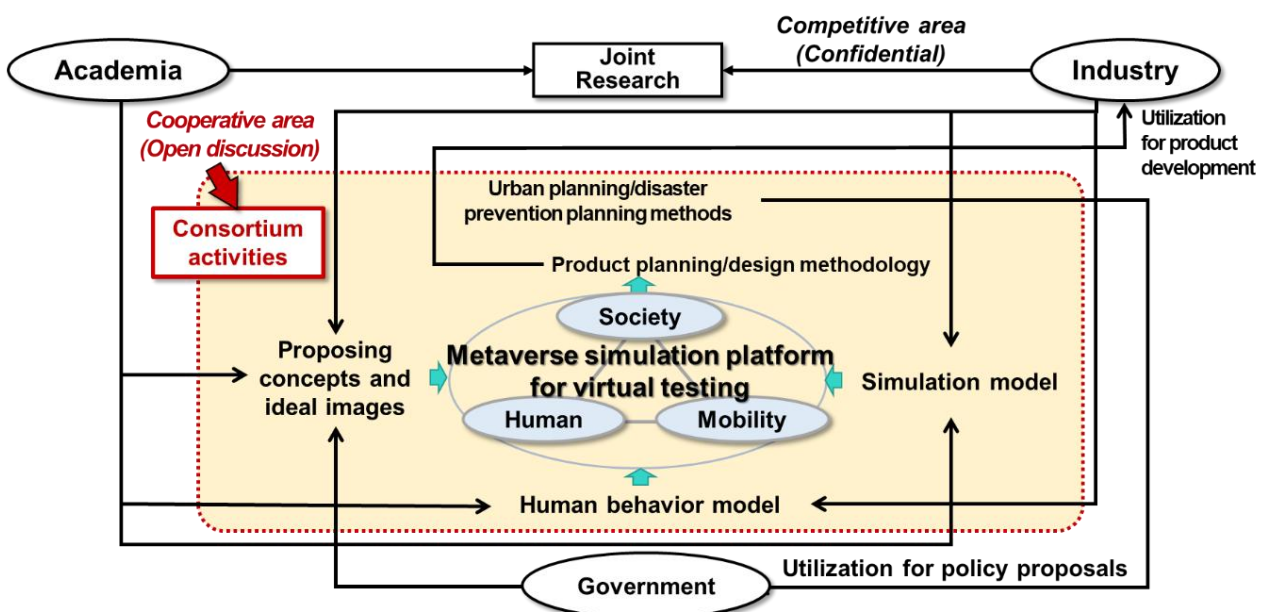 Competitive area
(Confidential)
Academia
Joint
Research
Industry
Cooperative area
(Open discussion)
Utilization
for product
development
Consortium
activities
Urban planning/disaster
prevention planning methods
Product planning/design methodology
Society
Proposing
concepts and
ideal images
Metaverse simulation platform
for virtual testing
Simulation model
Human
Mobility
Human behavior model
Government
Utilization for policy proposals